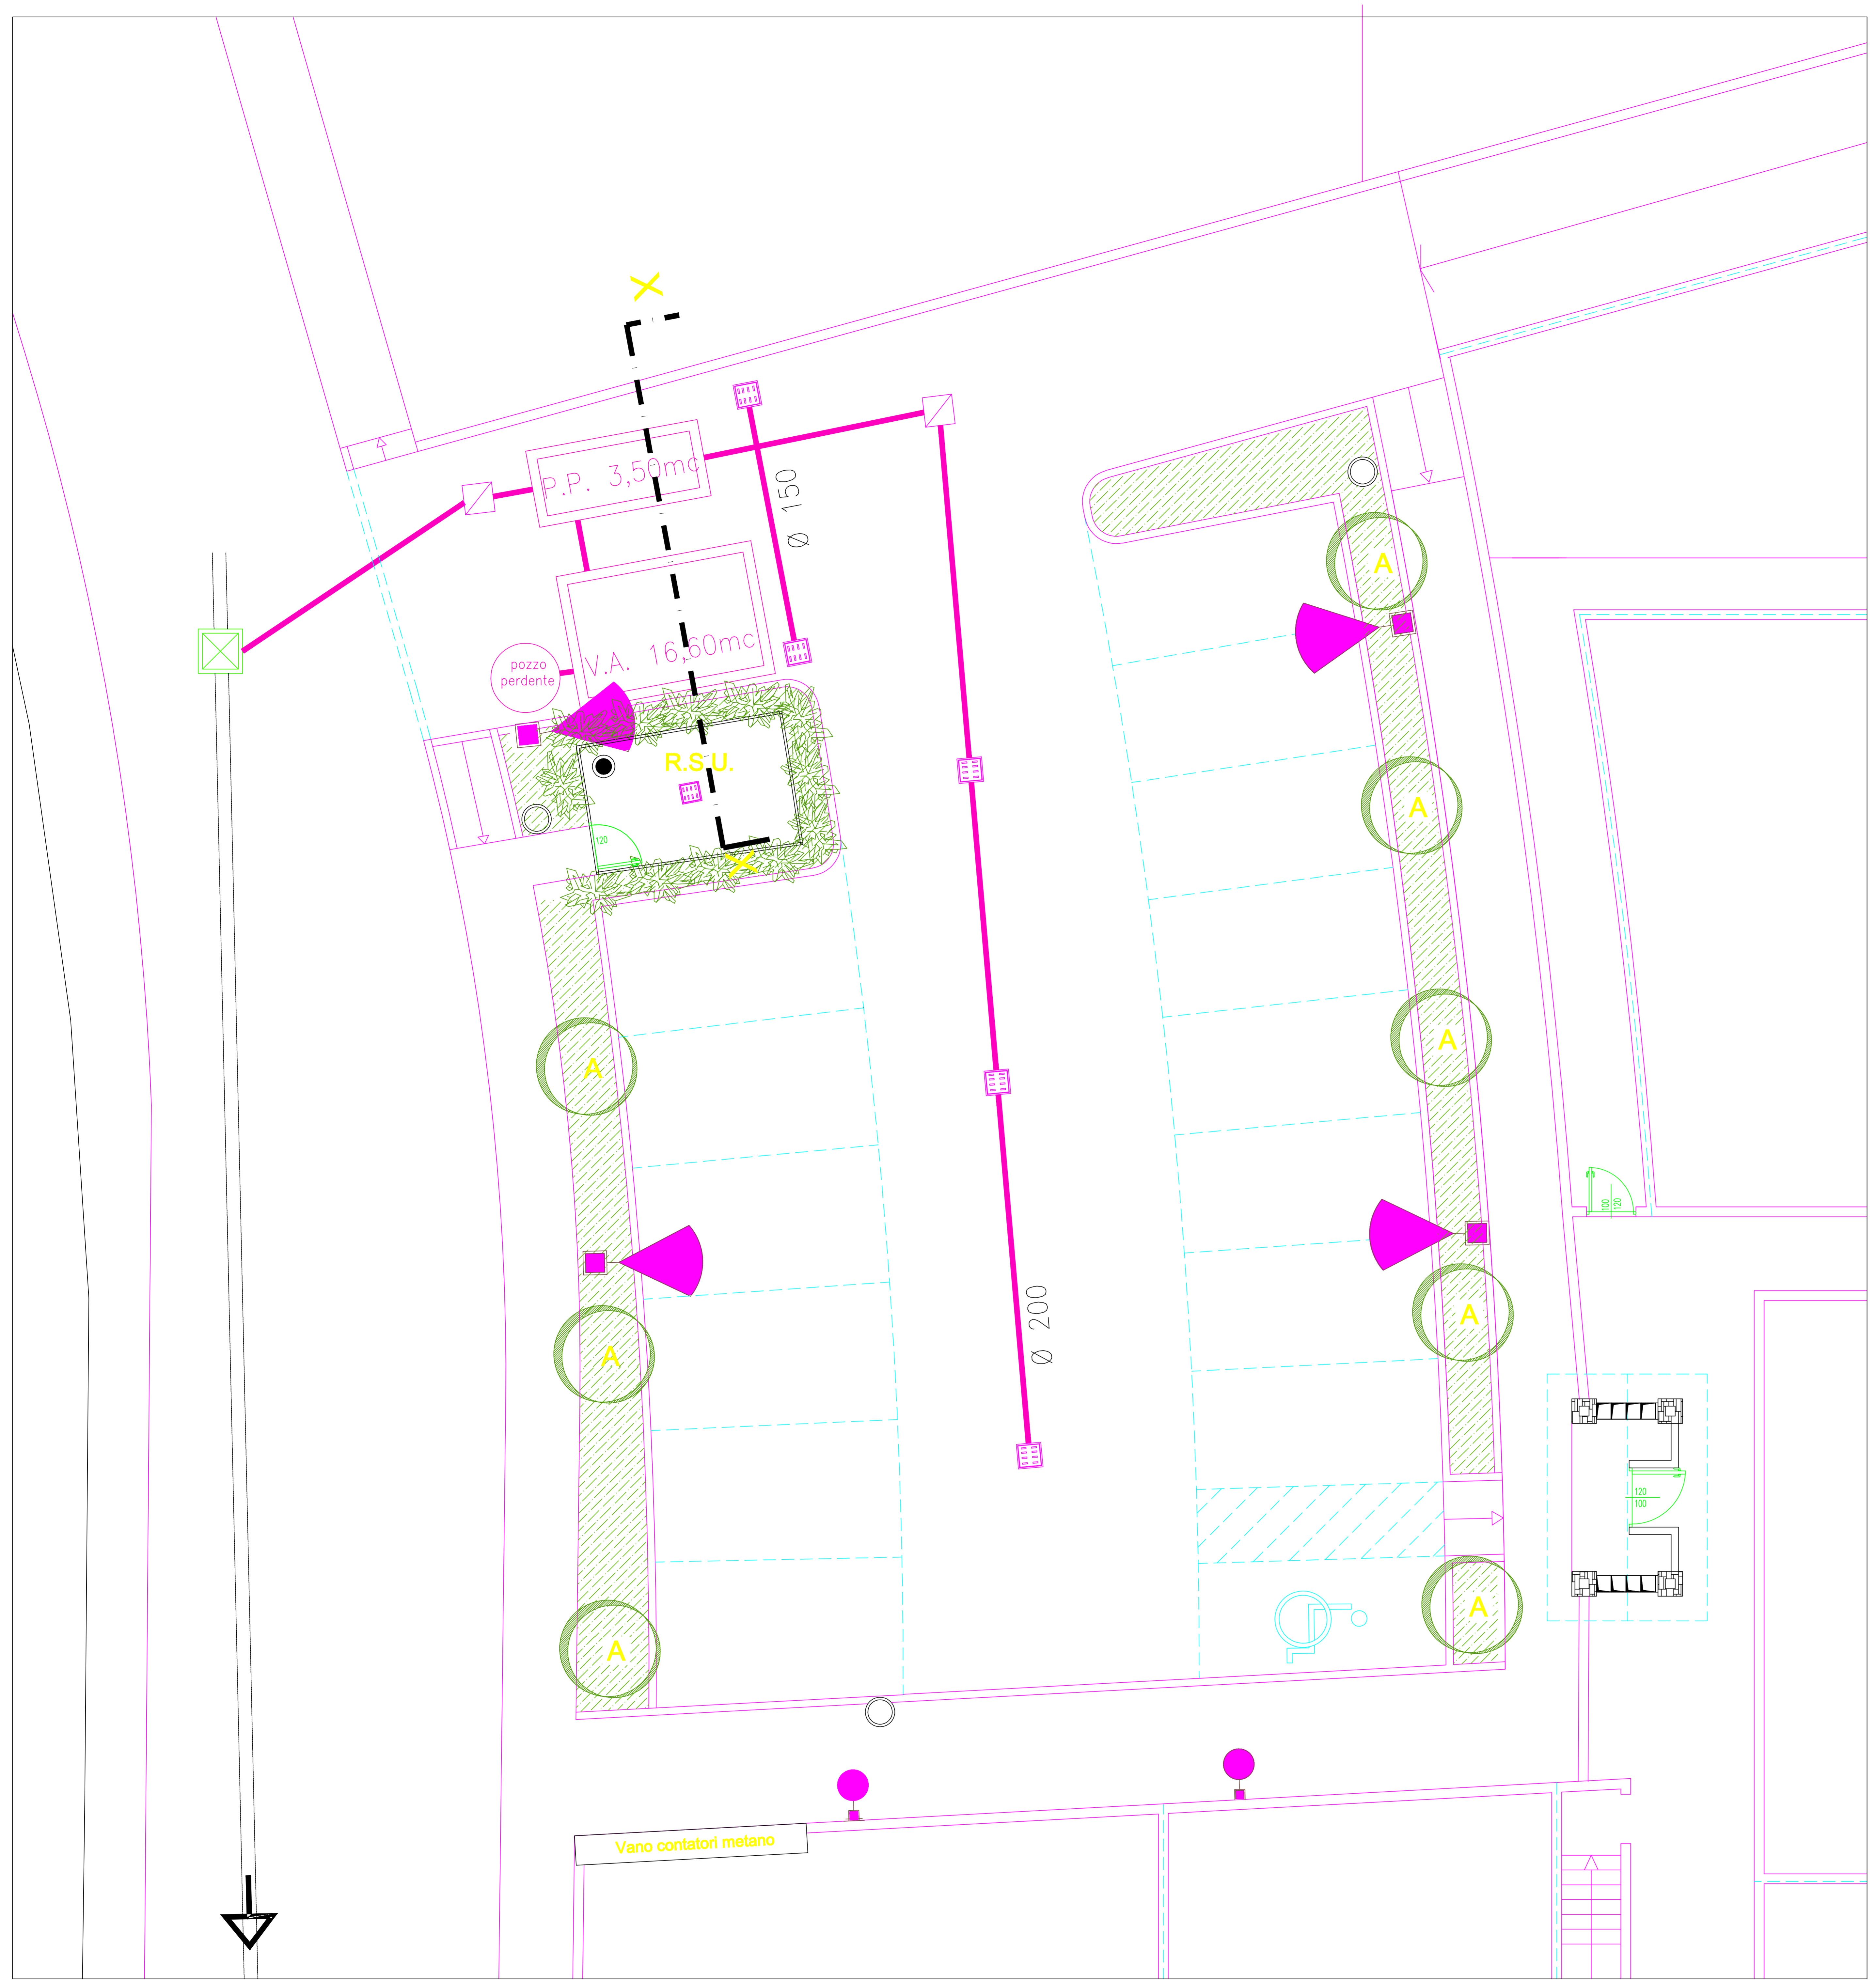 X
P.P. 3,50mc
Ø 150
A
V.A. 16,60mc
pozzo
perdente
R.S.U.
120
X
A
A
A
100
120
Ø 200
A
A
120
100
A
A
Vano contatori metano